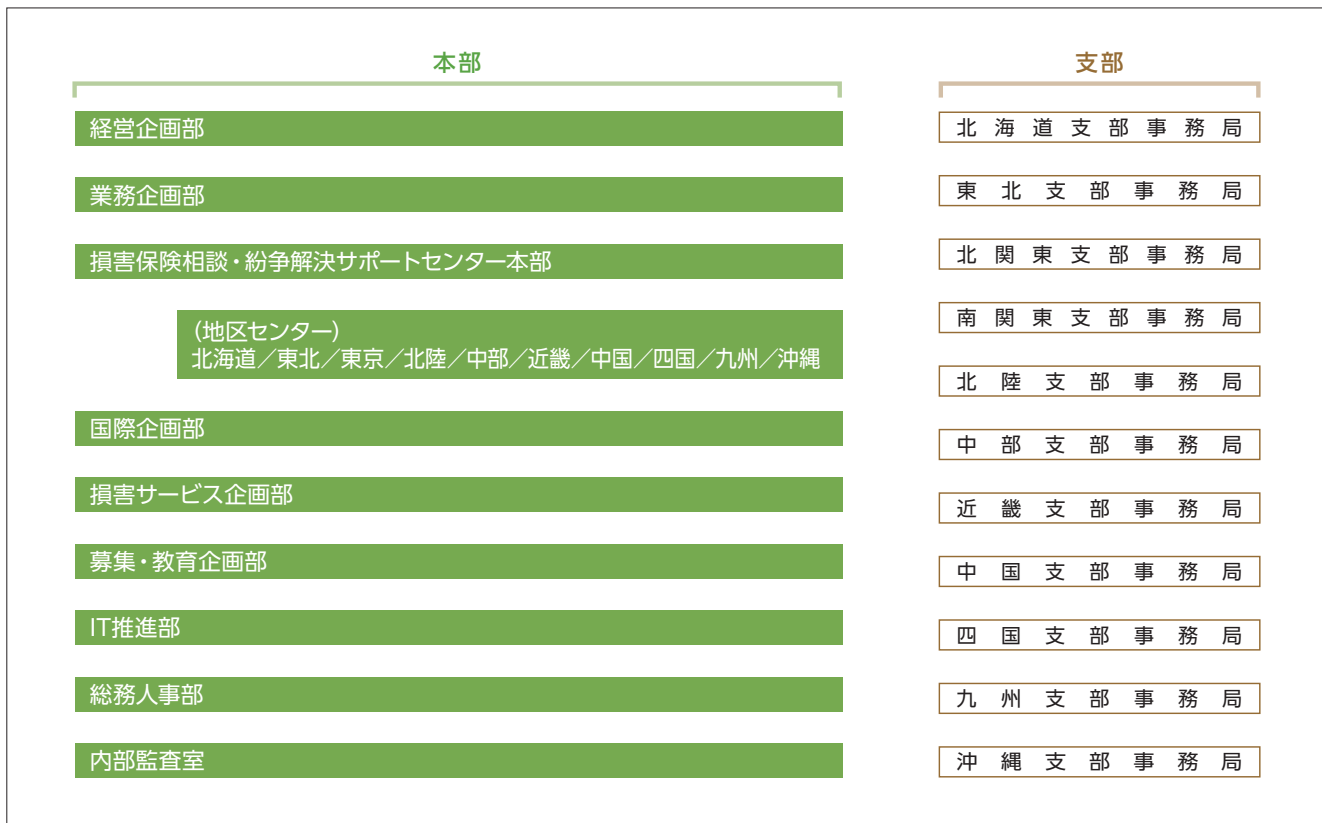 本部
経営企画部
業務企画部
損害保険相談・紛争解決サポートセンター本部
(地区センター)
北海道／東北／東京／北陸／中部／近畿／中国／四国／九州／沖縄
国際企画部
損害サービス企画部
募集・教育企画部
IT推進部
総務人事部
内部監査室
支部
北海道支部事務局
東北支部事務局
北関東支部事務局
南関東支部事務局
北陸支部事務局
中部支部事務局
近畿支部事務局
中国支部事務局
四国支部事務局
九州支部事務局
沖縄支部事務局